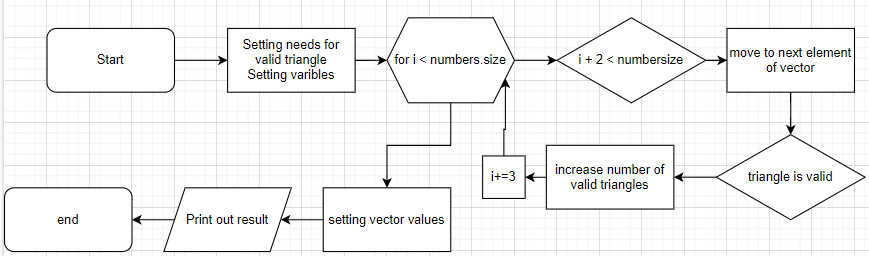 Start
Setting needs for
valid triangle
Setting varibles
for i < numbers.size
i + 2 < numbersize
move to next element
of vector
triangle is valid
increase number of
valid triangles
i+=3
setting vector values
Print out result
end